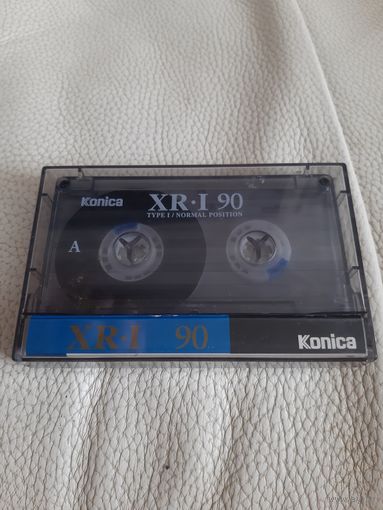 Konica XR·I 90
TYPE I / NORMAL POSITION
A
XR·I 90 Konica